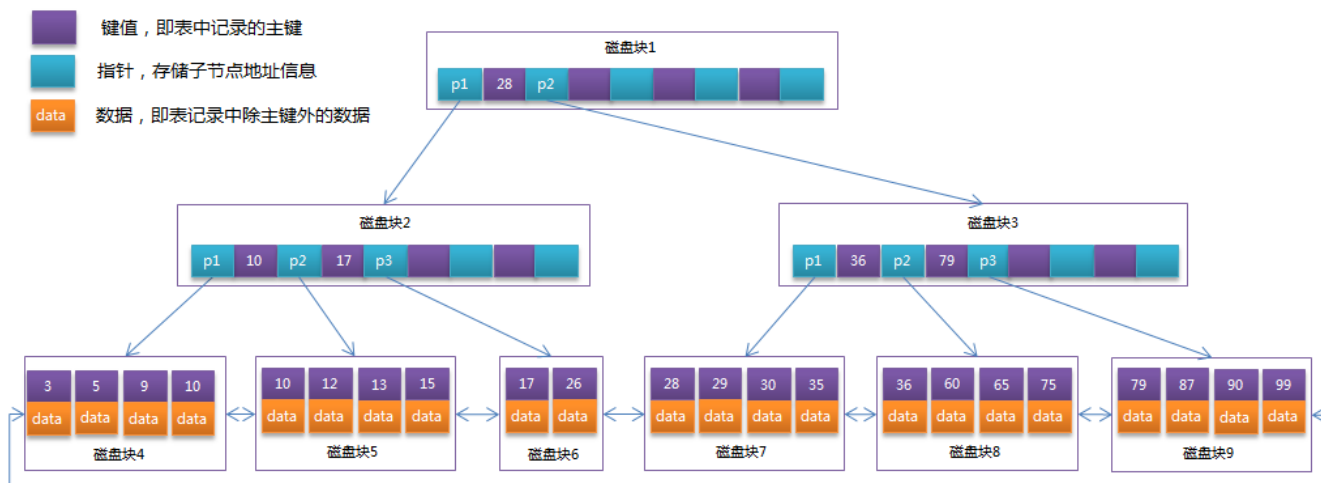 键值，即表中记录的主键
指针，存储子节点地址信息
data 数据，即表记录中除主键外的数据
磁盘块1
p1 28 p2
磁盘块2
p1 10 p2 17 p3
磁盘块3
p1 36 p2 79 p3
3 5 9 10
data data data data
磁盘块4
10 12 13 15
data data data data
磁盘块5
17 26
data data
磁盘块6
28 29 30 35
data data data data
磁盘块7
36 60 65 75
data data data data
磁盘块8
79 87 90 99
data data data data
磁盘块9